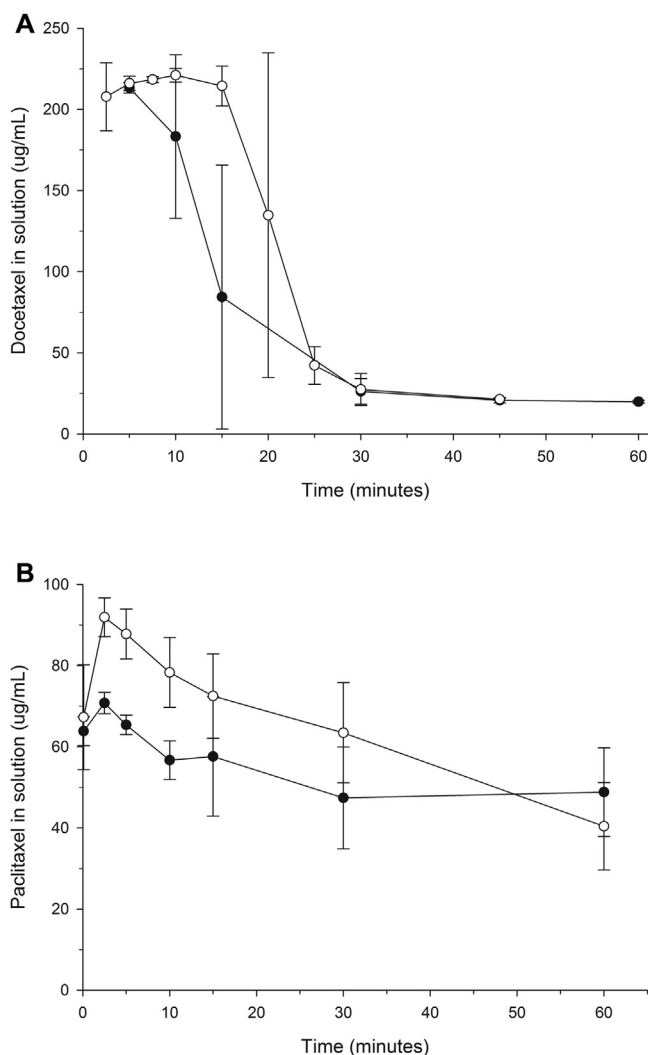 A
250
200
150
100
50
0
Docetaxel in solution (ug/mL)
0 10 20 30 40 50 60
Time (minutes)
B
100
80
60
40
20
0
Paclitaxel in solution (ug/mL)
0 10 20 30 40 50 60
Time (minutes)